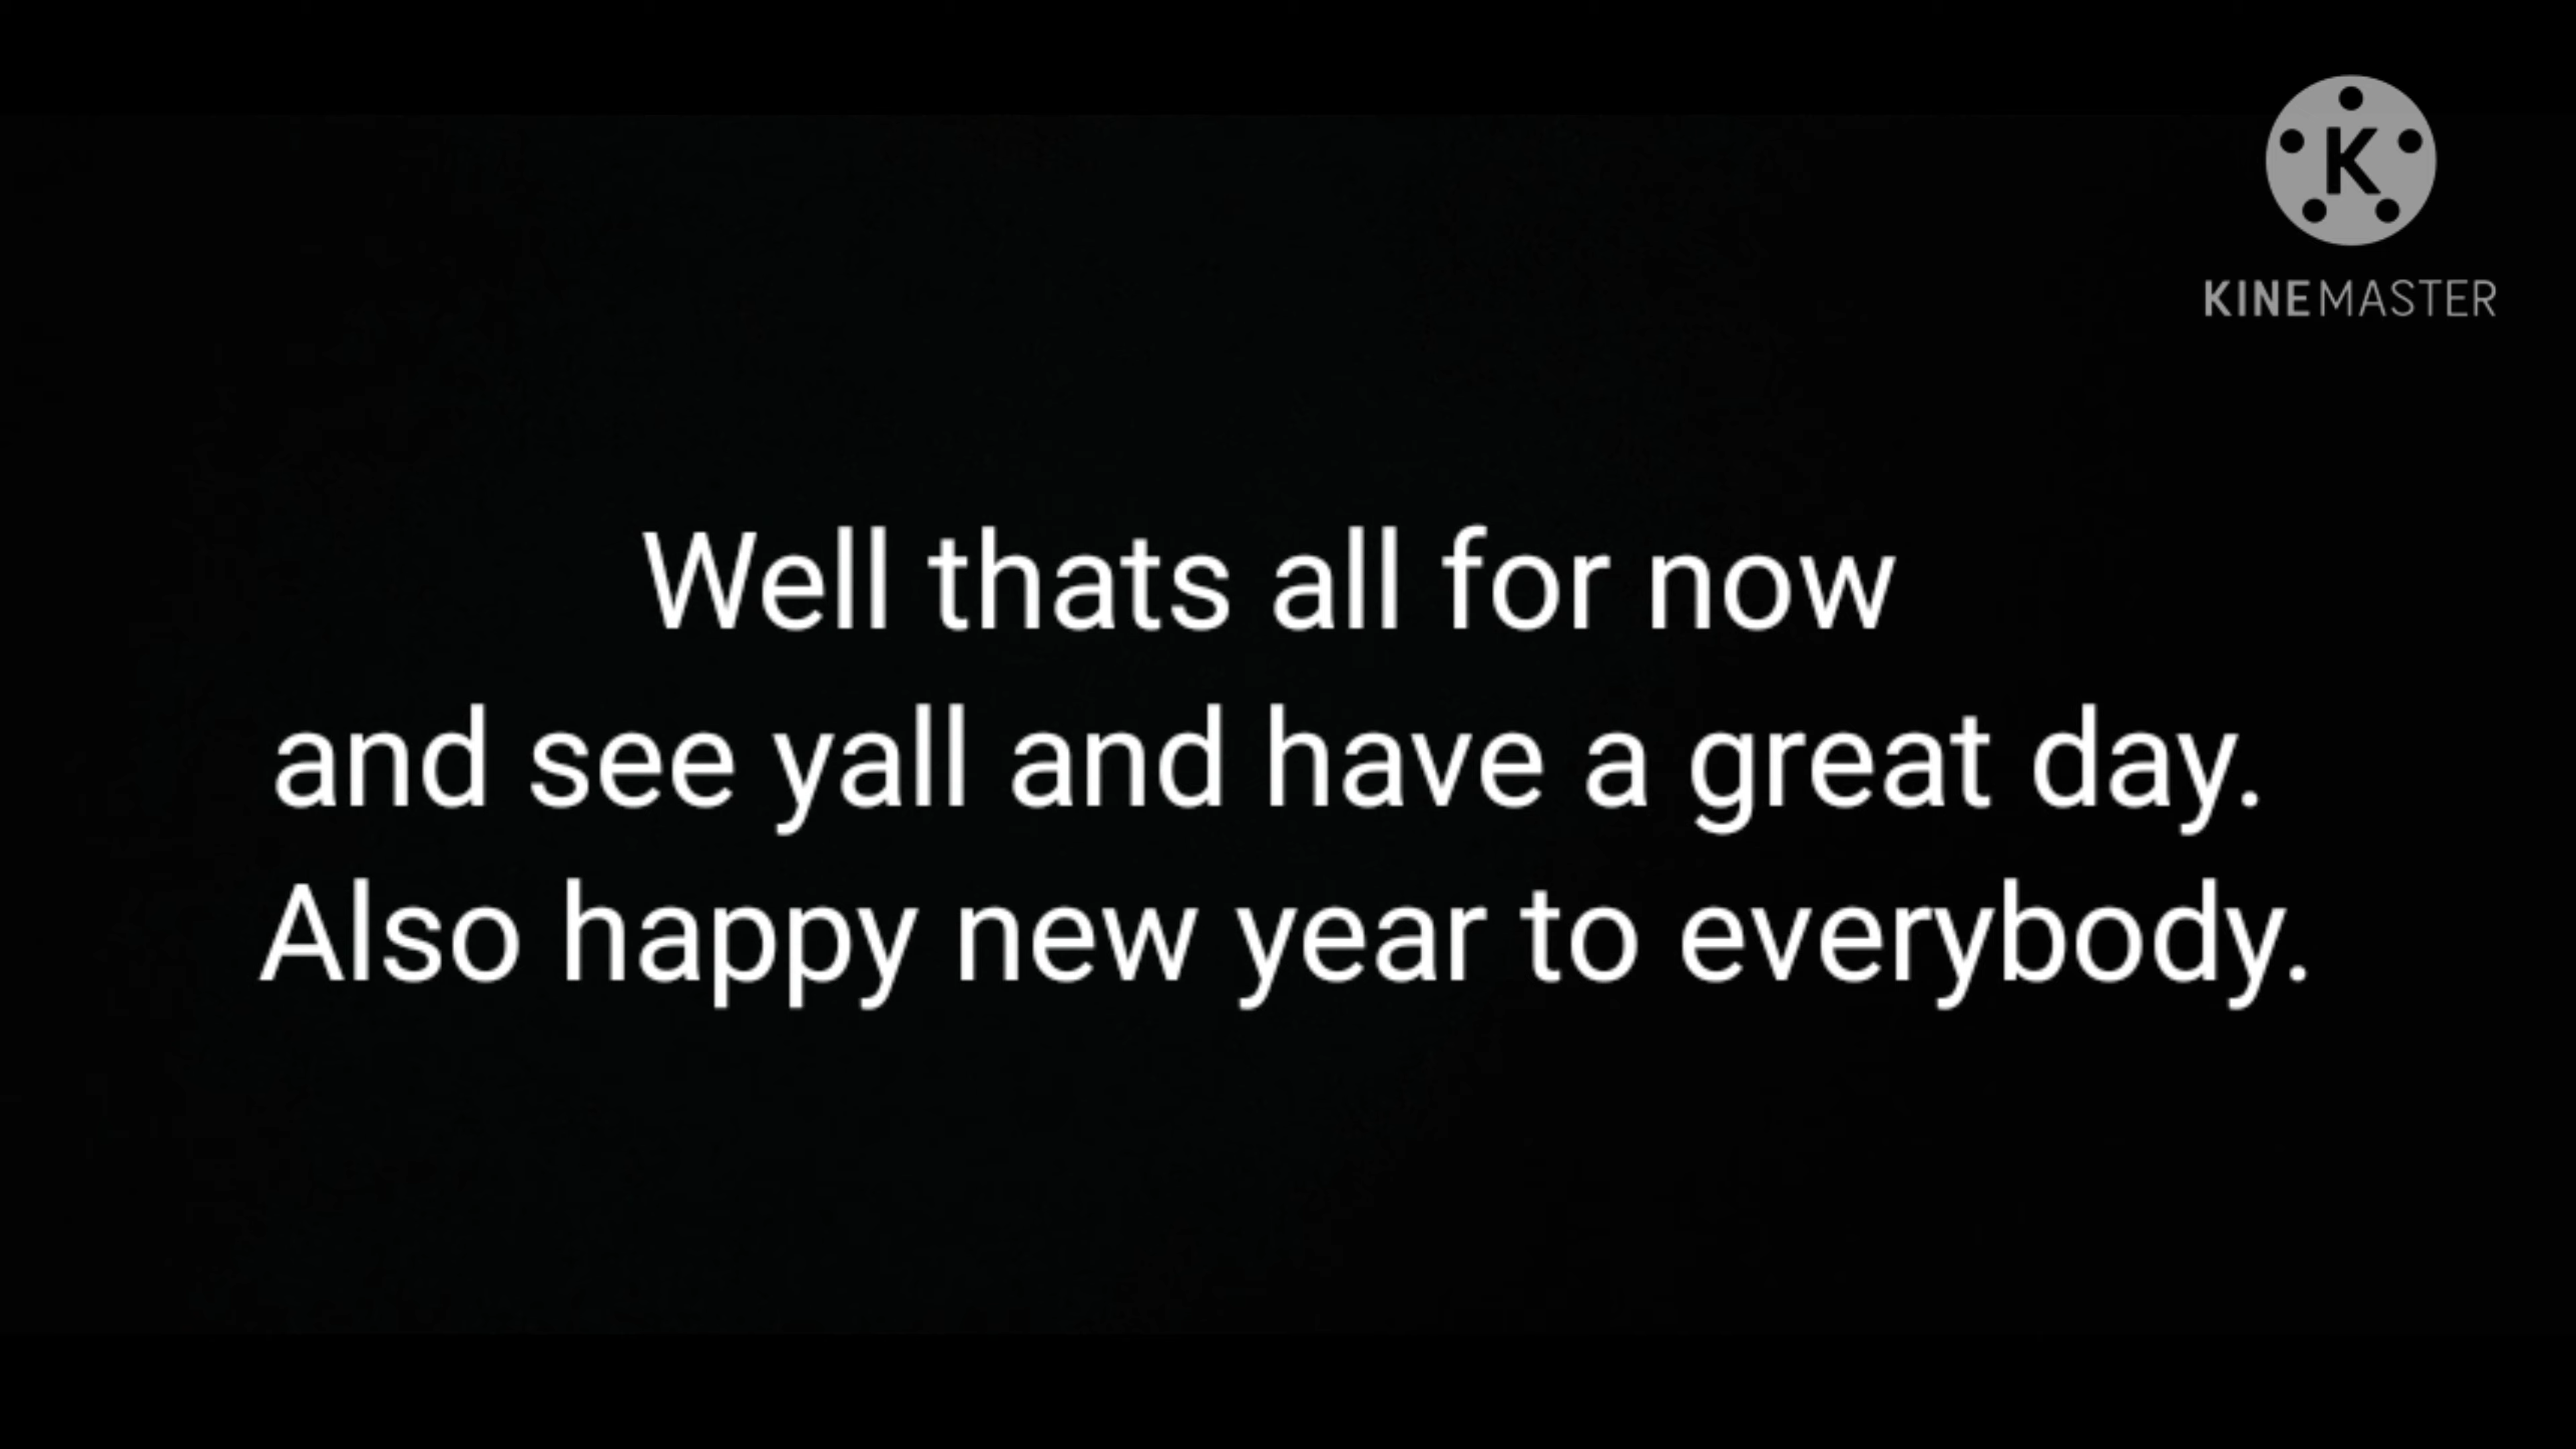 K
KINEMASTER
Well thats all for now
and see yall and have a great day.
Also happy new year to everybody.